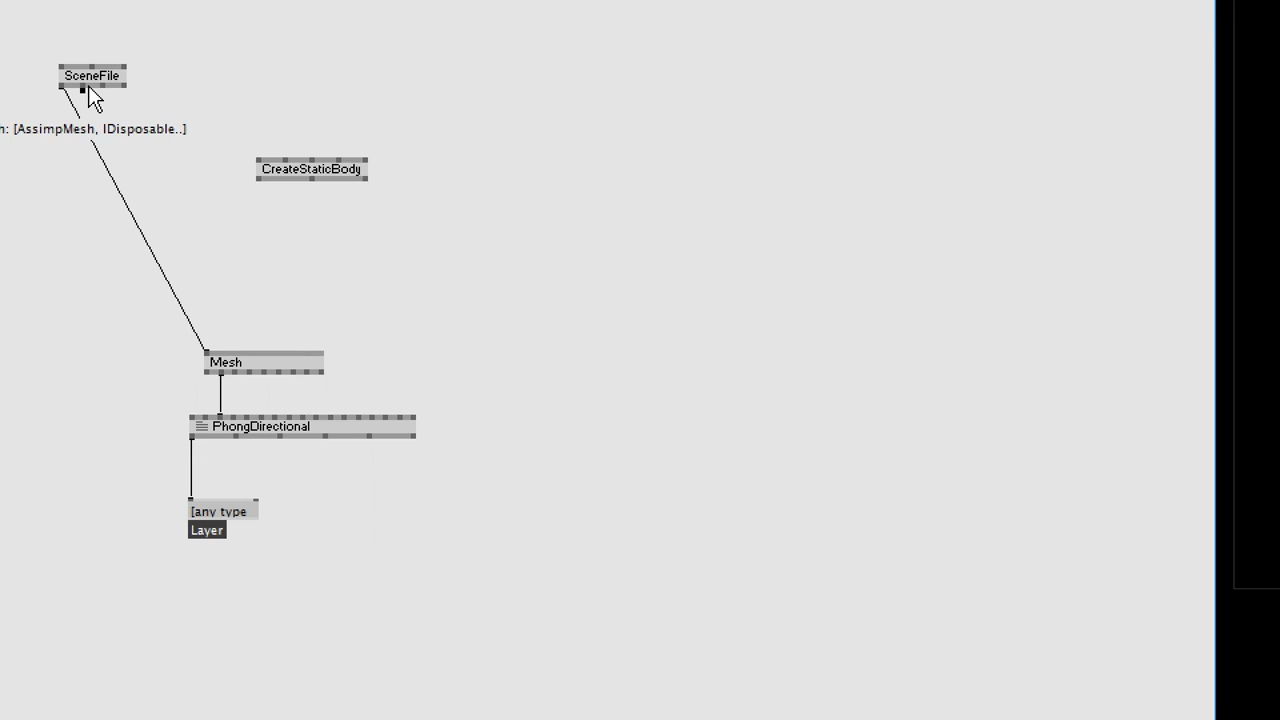 SceneFile
h: [AssimpMesh, IDisposable..]
CreateStaticBody
Mesh
PhongDirectional
[any type
Layer